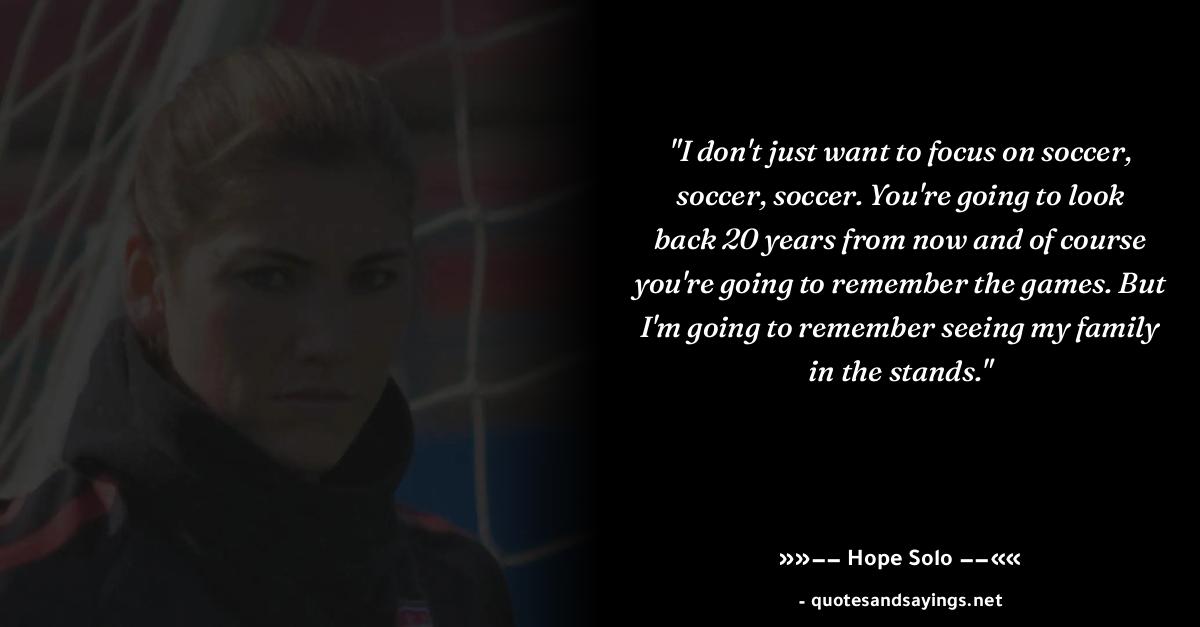 "I don't just want to focus on soccer,
soccer, soccer. You're going to look
back 20 years from now and of course
you're going to remember the games. But
I'm going to remember seeing my family
in the stands."
»»−− Hope Solo −−««
- quotesandsayings.net